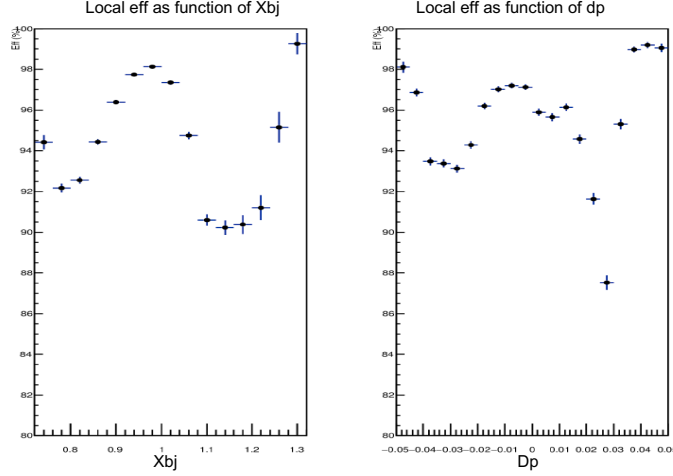 Local eff as function of Xbj
Eff (%)
100
98
96
94
92
90
88
86
84
82
80
0.8 0.9 1 1.1 1.2 1.3
Xbj
Local eff as function of dp
Eff (%)
100
98
96
94
92
90
88
86
84
82
80
-0.05 -0.04 -0.03 -0.02 -0.01 0 0.01 0.02 0.03 0.04 0.0
Dp